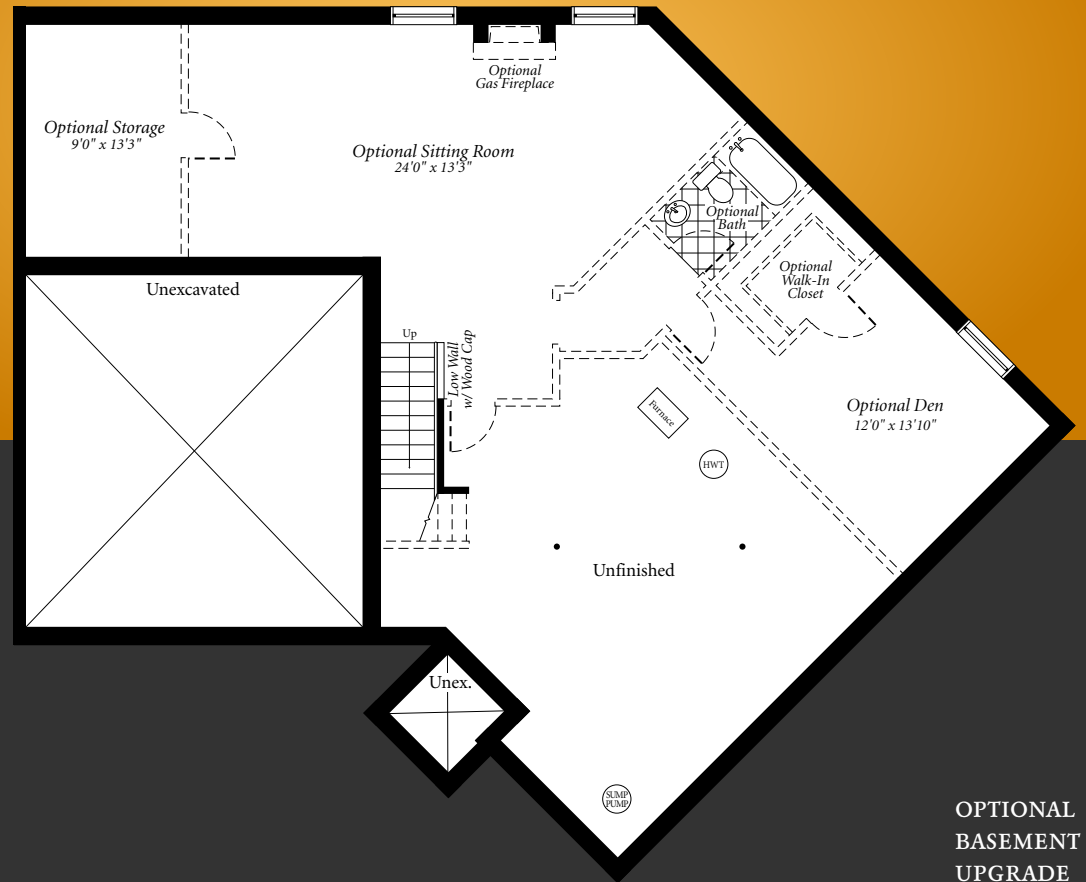 Optional
Gas Fireplace
Optional Storage
9'0" x 13'3"
Optional Sitting Room
24'0" x 13'3"
Optional
Bath
Optional
Walk-In
Closet
Unexcavated
Up
Low Wall
w/ Wood Cap
Furnace
Optional Den
12'0" x 13'10"
HWT
Unfinished
Unex.
SUMP
PUMP
OPTIONAL
BASEMENT
UPGRADE